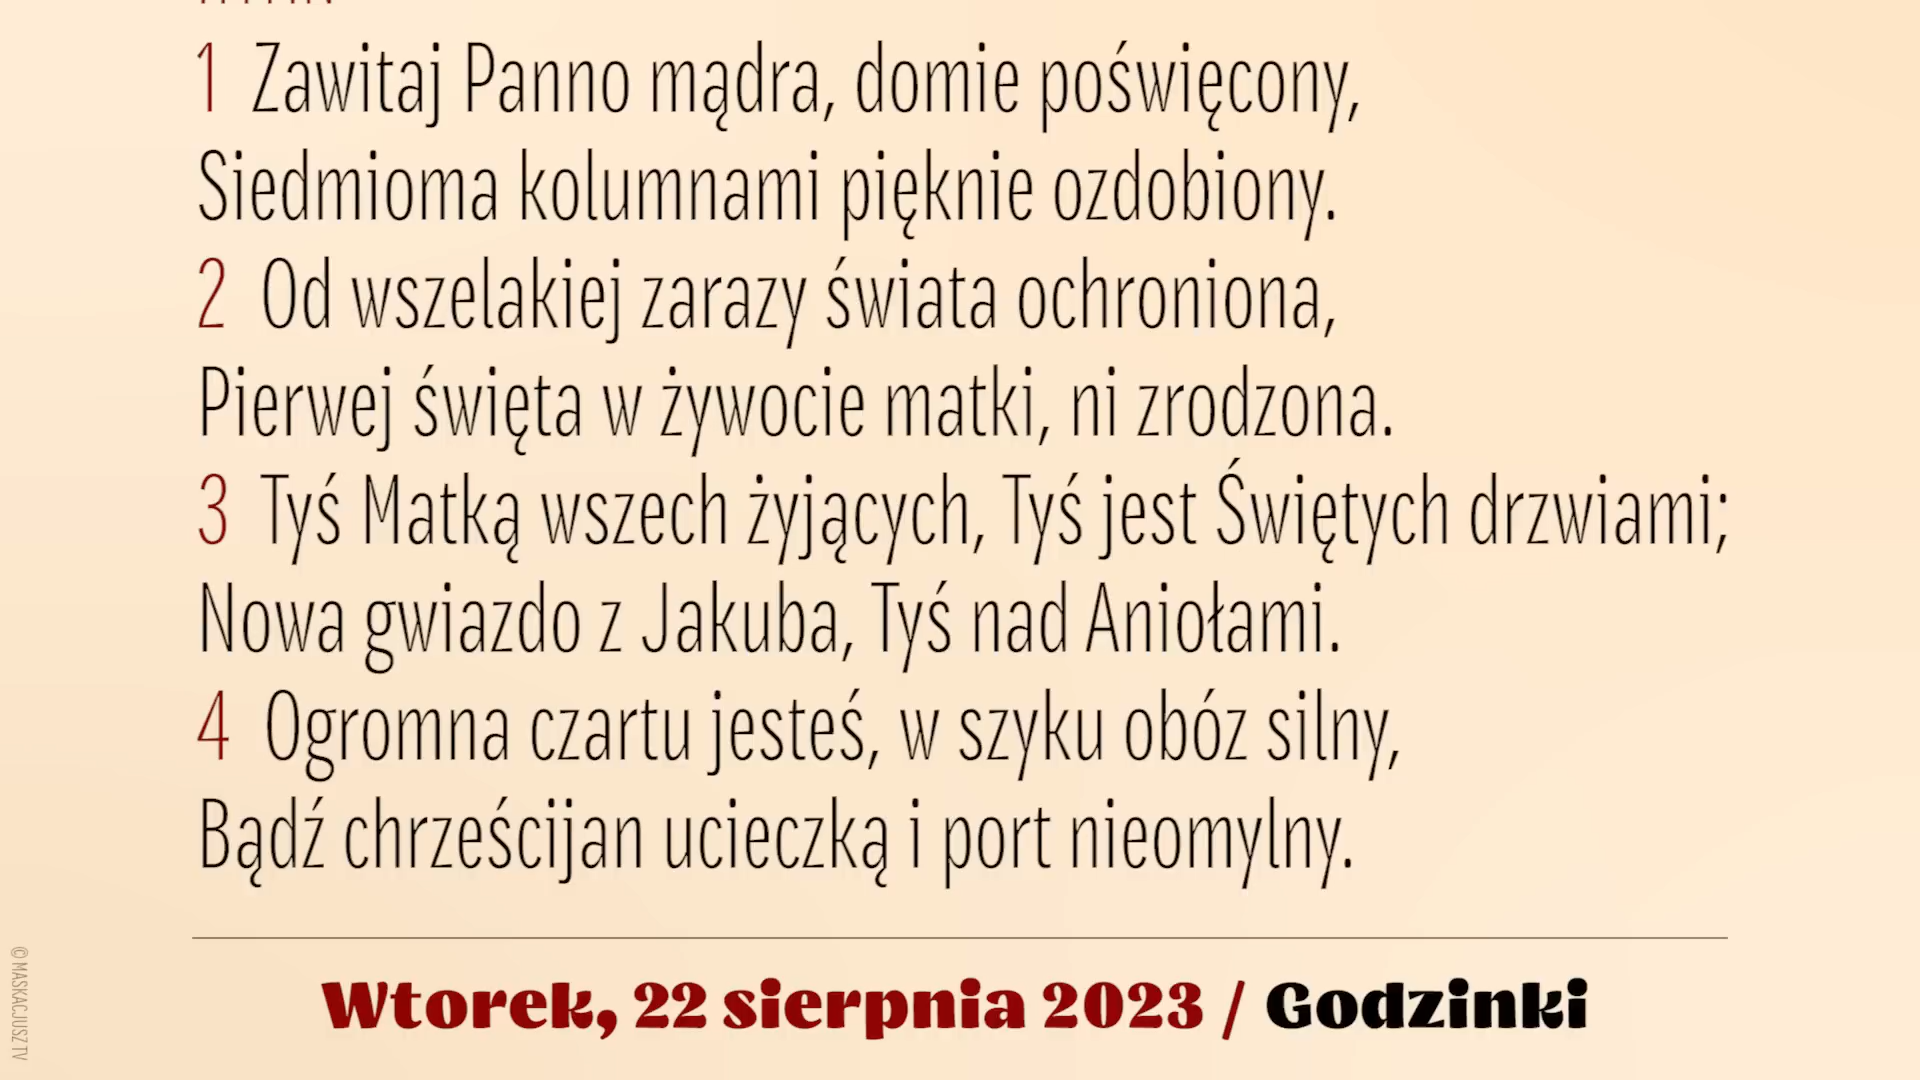 1 Zawitaj Panno mądra, domie poświęcony,
Siedmioma kolumnami pięknie ozdobiony.
2 Od wszelakiej zarazy świata ochroniona,
Pierwej święta w żywocie matki, ni zrodzona.
3 Tyś Matką wszech żyjących, Tyś jest Świętych drzwiami;
Nowa gwiazdo z Jakuba, Tyś nad Aniołami.
4 Ogromna czartu jesteś, w szyku obóz silny,
Bądź chrześcijan ucieczką i port nieomylny.
Wtorek, 22 sierpnia 2023 / Godzinki
© MASKACJUSZ TV